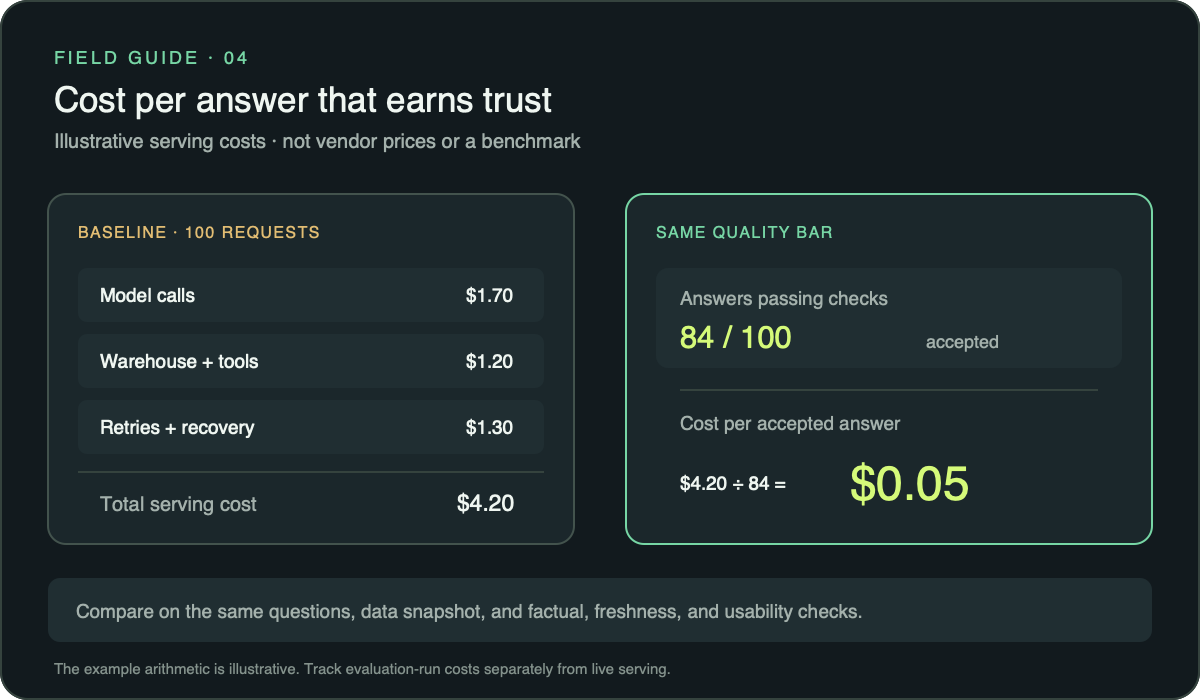 FIELD GUIDE · 04
Cost per answer that earns trust
Illustrative serving costs · not vendor prices or a benchmark
BASELINE · 100 REQUESTS
Model calls $1.70
Warehouse + tools $1.20
Retries + recovery $1.30
Total serving cost $4.20
SAME QUALITY BAR
Answers passing checks
84 / 100 accepted
Cost per accepted answer
$4.20 ÷ 84 = $0.05
Compare on the same questions, data snapshot, and factual, freshness, and usability checks.
The example arithmetic is illustrative. Track evaluation-run costs separately from live serving.